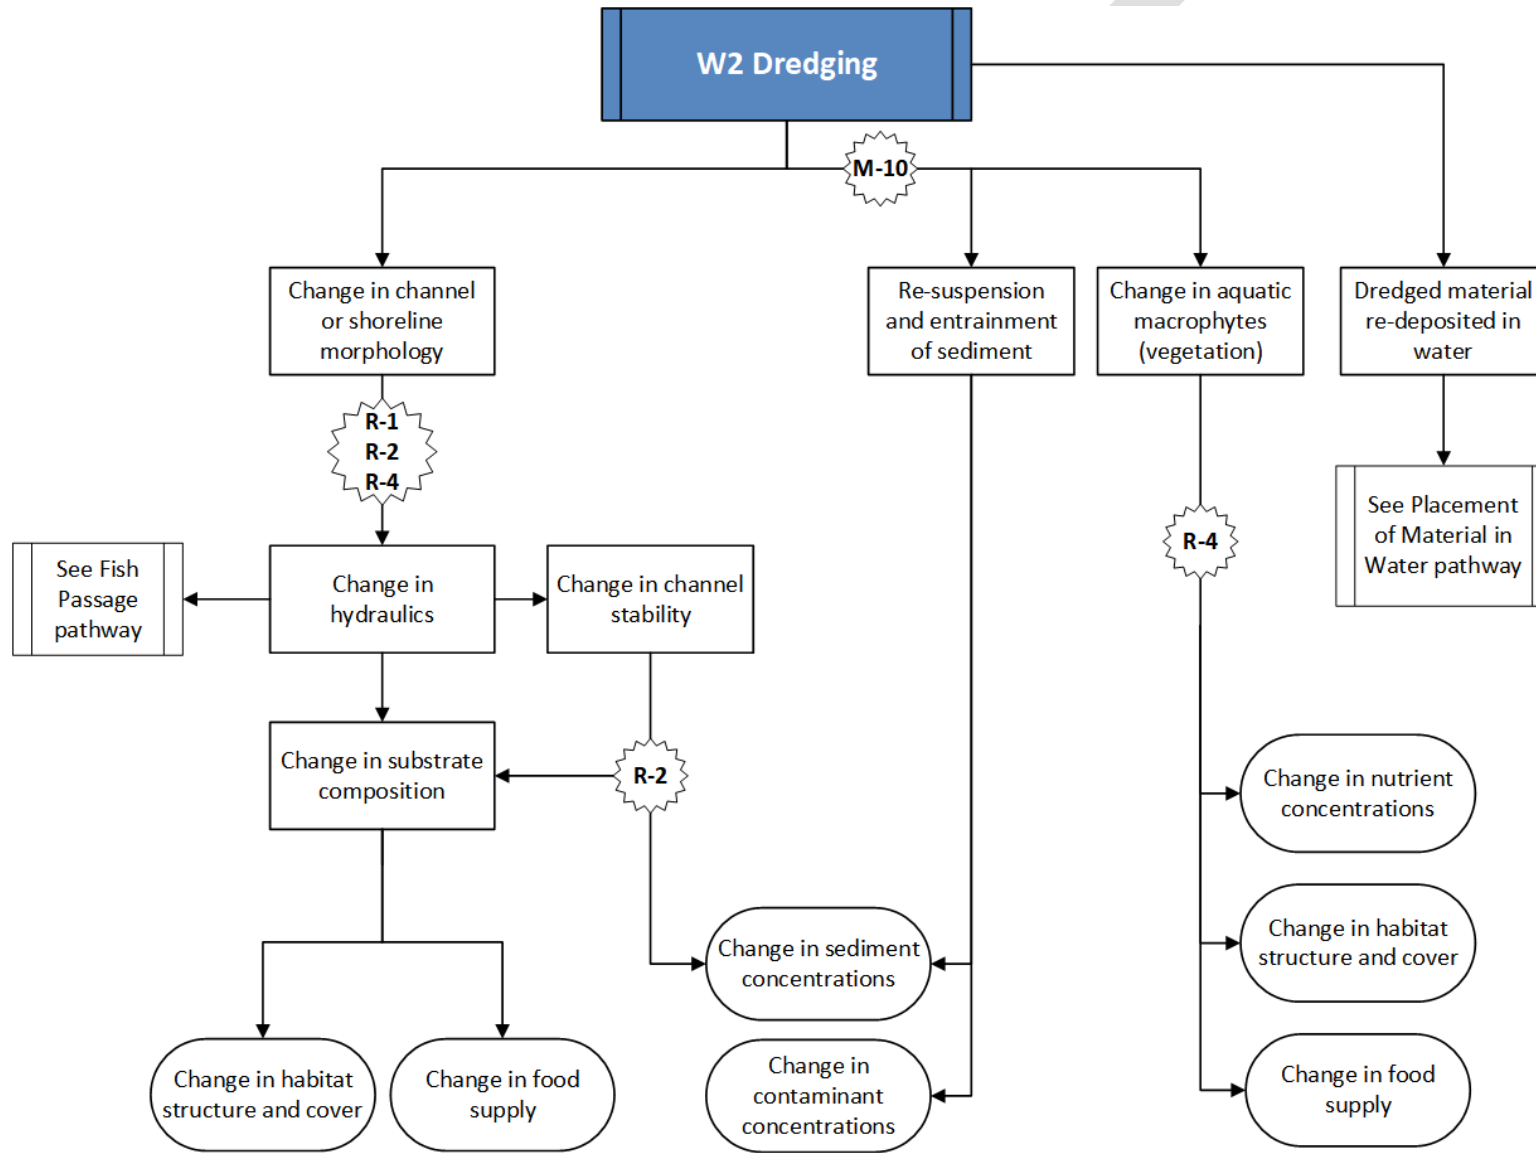 W2 Dredging
M-10
Change in channel
or shoreline
morphology
Re-suspension
and entrainment
of sediment
Change in aquatic
macrophytes
(vegetation)
Dredged material
re-deposited in
water
R-1
R-2
R-4
See Placement
of Material in
Water pathway
R-4
See Fish
Passage
pathway
Change in
hydraulics
Change in channel
stability
Change in substrate
composition
R-2
Change in nutrient
concentrations
Change in sediment
concentrations
Change in habitat
structure and cover
Change in habitat
structure and cover
Change in food
supply
Change in
contaminant
concentrations
Change in food
supply